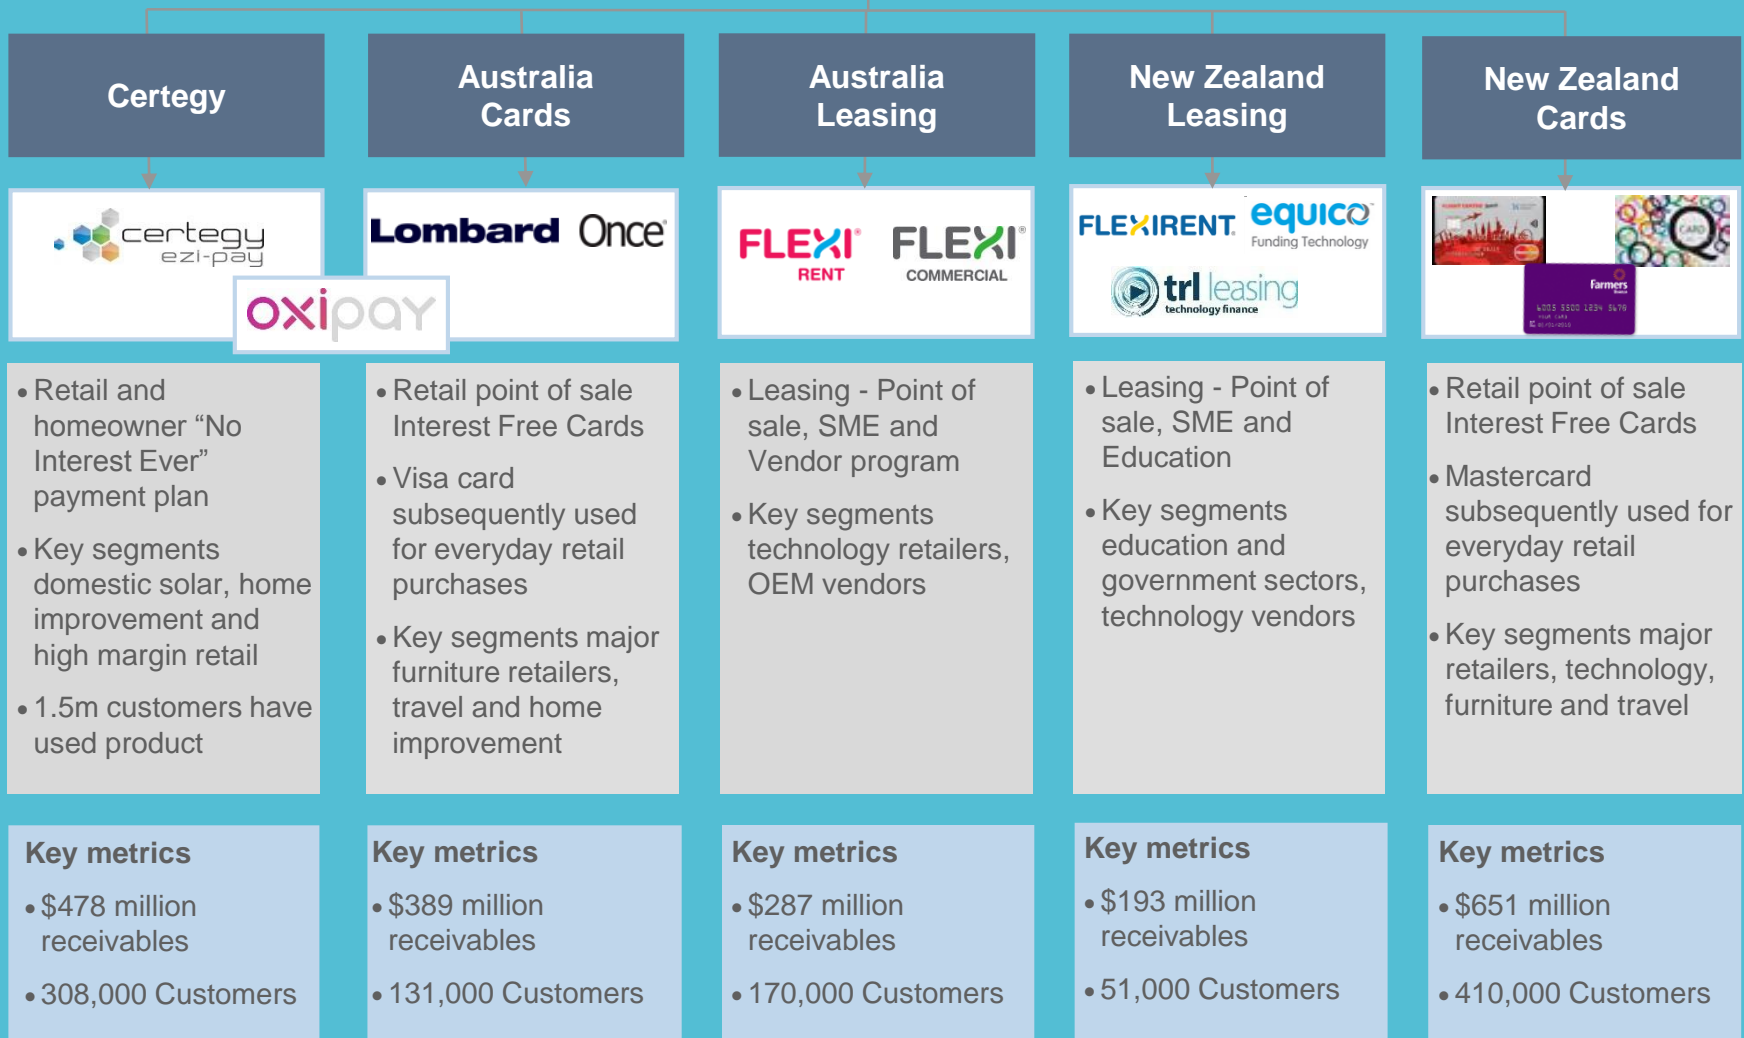 Certegy
Australia
Cards
Australia
Leasing
New Zealand
Leasing
New Zealand
Cards
certegy
ezi-pay
oxipay
Lombard Once
FLEXI
RENT
FLEXI
COMMERCIAL
FLEXIRENT.
equico
Funding Technology
trl leasing
technology finance
Q
CARD
Farmers
6005 5500 1234 5678
• Retail and
homeowner “No
Interest Ever”
payment plan
• Key segments
domestic solar, home
improvement and
high margin retail
• 1.5m customers have
used product
• Retail point of sale
Interest Free Cards
• Visa card
subsequently used
for everyday retail
purchases
• Key segments major
furniture retailers,
travel and home
improvement
• Leasing - Point of
sale, SME and
Vendor program
• Key segments
technology retailers,
OEM vendors
• Leasing - Point of
sale, SME and
Education
• Key segments
education and
government sectors,
technology vendors
• Retail point of sale
Interest Free Cards
• Mastercard
subsequently used for
everyday retail
purchases
• Key segments major
retailers, technology,
furniture and travel
Key metrics
• $478 million
receivables
• 308,000 Customers
Key metrics
• $389 million
receivables
• 131,000 Customers
Key metrics
• $287 million
receivables
• 170,000 Customers
Key metrics
• $193 million
receivables
• 51,000 Customers
Key metrics
• $651 million
receivables
• 410,000 Customers